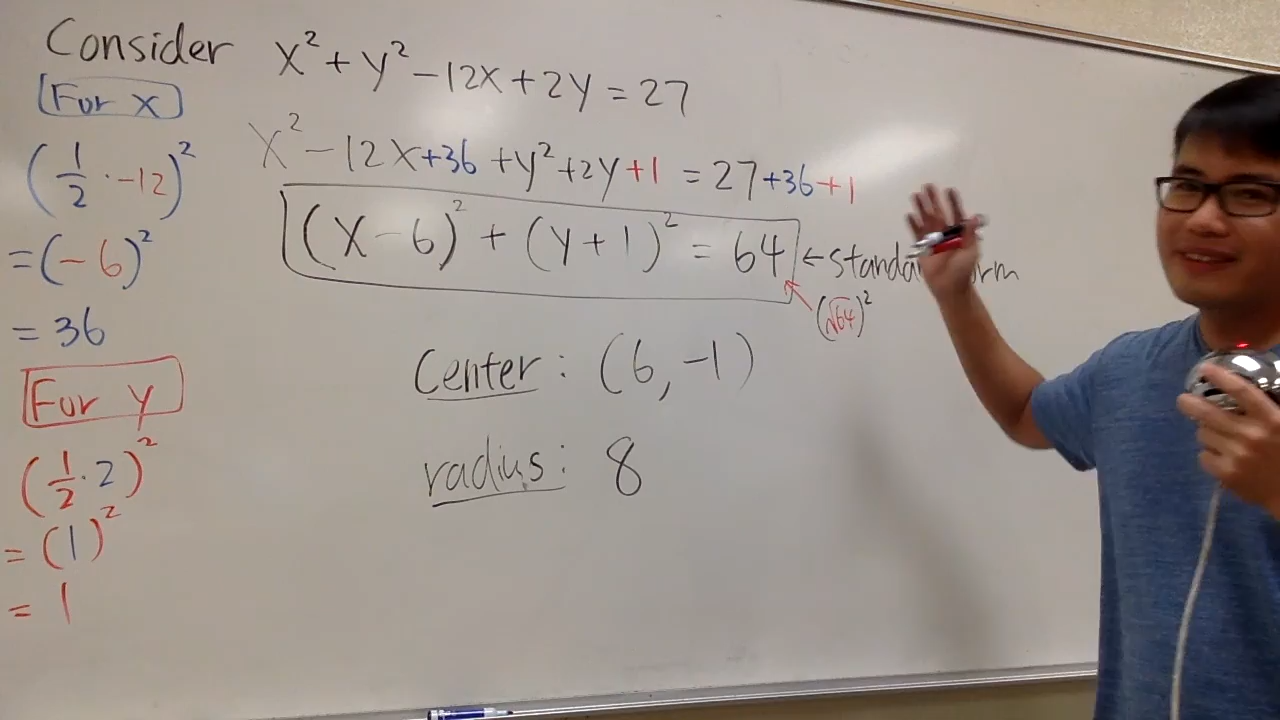 Consider x² + y² - 12x + 2y = 27
For x
x² - 12x + 36 + y² + 2y + 1 = 27 + 36 + 1
(1/2 · -12)²
= (-6)²
= 36
(x - 6)² + (y + 1)² = 64 ← standa rm
(√64)²
Center: (6, -1)
radius: 8
For y
(1/2 · 2)²
= (1)²
= 1